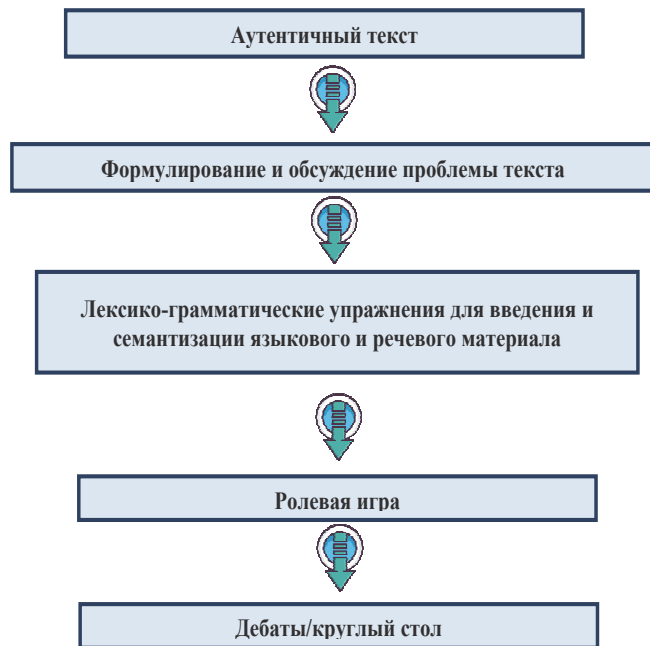 Аутентичный текст
Формулирование и обсуждение проблемы текста
Лексико-грамматические упражнения для введения и
семантизации языкового и речевого материала
Ролевая игра
Дебаты/круглый стол